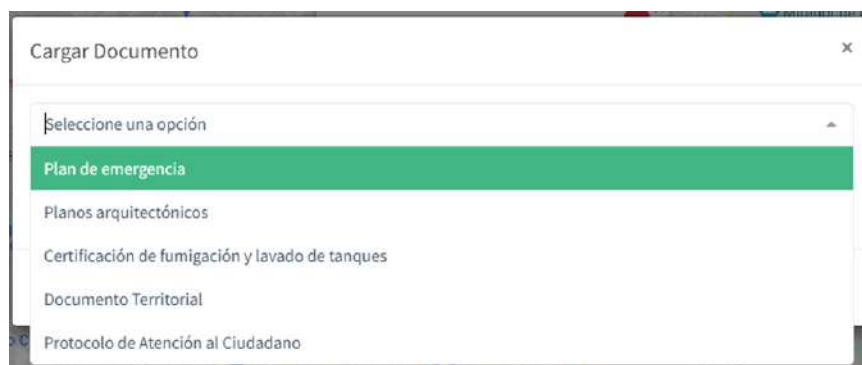 Cargar Documento
×
Seleccione una opción
Plan de emergencia
Planos arquitectónicos
Certificación de fumigación y lavado de tanques
Documento Territorial
Protocolo de Atención al Ciudadano